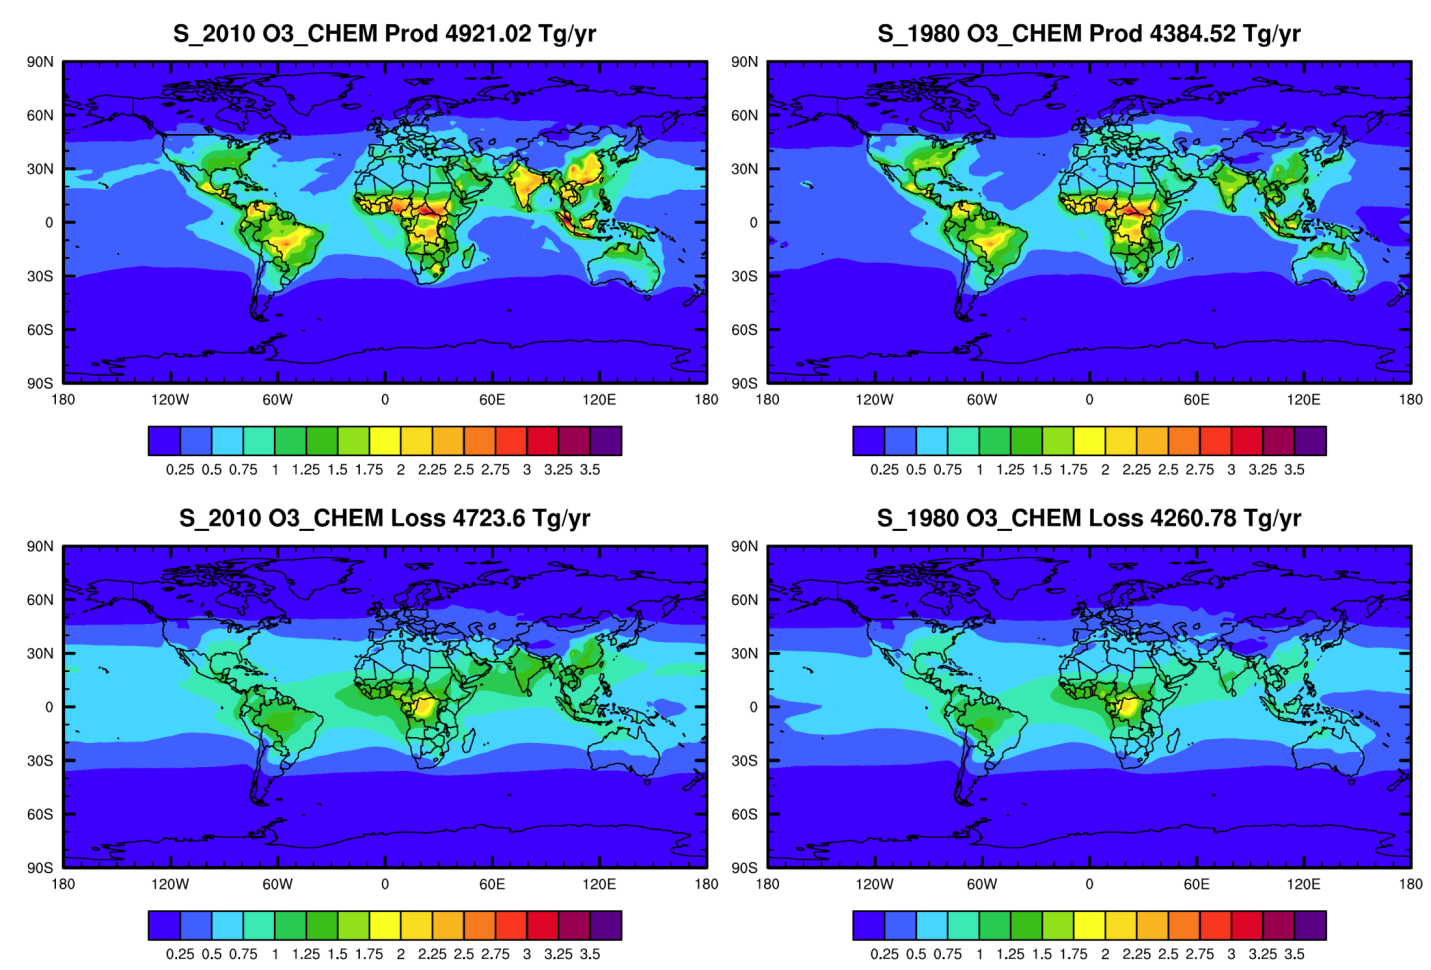 S_2010 O3_CHEM Prod 4921.02 Tg/yr
90N
60N
30N
0
30S
60S
90S
180 120W 60W 0 60E 120E 180
0.25 0.5 0.75 1 1.25 1.5 1.75 2 2.25 2.5 2.75 3 3.25 3.5
S_1980 O3_CHEM Prod 4384.52 Tg/yr
90N
60N
30N
0
30S
60S
90S
180 120W 60W 0 60E 120E 180
0.25 0.5 0.75 1 1.25 1.5 1.75 2 2.25 2.5 2.75 3 3.25 3.5
S_2010 O3_CHEM Loss 4723.6 Tg/yr
90N
60N
30N
0
30S
60S
90S
180 120W 60W 0 60E 120E 180
0.25 0.5 0.75 1 1.25 1.5 1.75 2 2.25 2.5 2.75 3 3.25 3.5
S_1980 O3_CHEM Loss 4260.78 Tg/yr
90N
60N
30N
0
30S
60S
90S
180 120W 60W 0 60E 120E 180
0.25 0.5 0.75 1 1.25 1.5 1.75 2 2.25 2.5 2.75 3 3.25 3.5